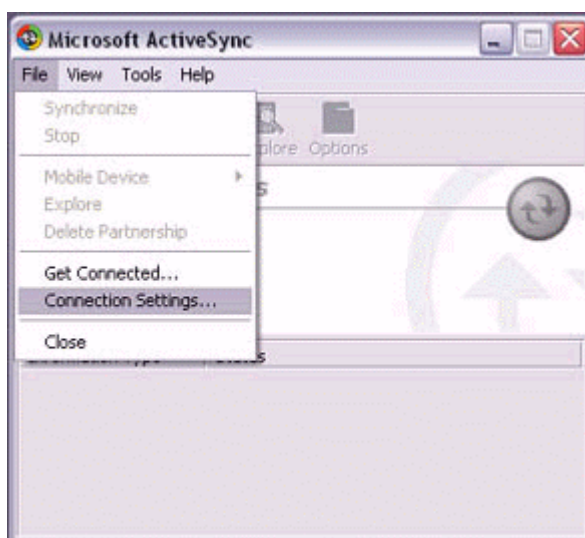 Microsoft ActiveSync
File View Tools Help
Synchronize
Stop
Options
Mobile Device
Explore
Delete Partnership
Get Connected...
Connection Settings...
Close